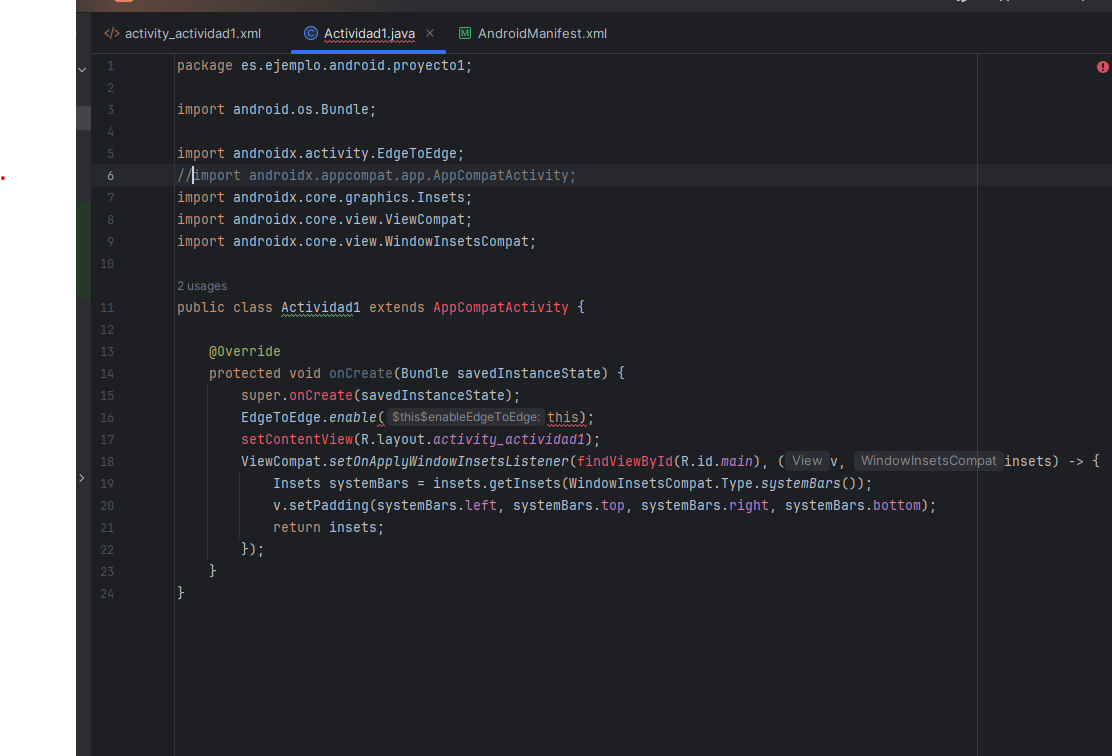 activity_actividad1.xml
Actividad1.java
AndroidManifest.xml
1 package es.ejemplo.android.proyecto1;
2
3 import android.os.Bundle;
4
5 import androidx.activity.EdgeToEdge;
6 //import androidx.appcompat.app.AppCompatActivity;
7 import androidx.core.graphics.Insets;
8 import androidx.core.view.ViewCompat;
9 import androidx.core.view.WindowInsetsCompat;
10
2 usages
11 public class Actividad1 extends AppCompatActivity {
12
13     @Override
14     protected void onCreate(Bundle savedInstanceState) {
15         super.onCreate(savedInstanceState);
16         EdgeToEdge.enable( $this$enableEdgeToEdge: this);
17         setContentView(R.layout.activity_actividad1);
18         ViewCompat.setOnApplyWindowInsetsListener(findViewById(R.id.main), ( View v, WindowInsetsCompat insets) -> {
19             Insets systemBars = insets.getInsets(WindowInsetsCompat.Type.systemBars());
20             v.setPadding(systemBars.left, systemBars.top, systemBars.right, systemBars.bottom);
21             return insets;
22         });
23     }
24 }